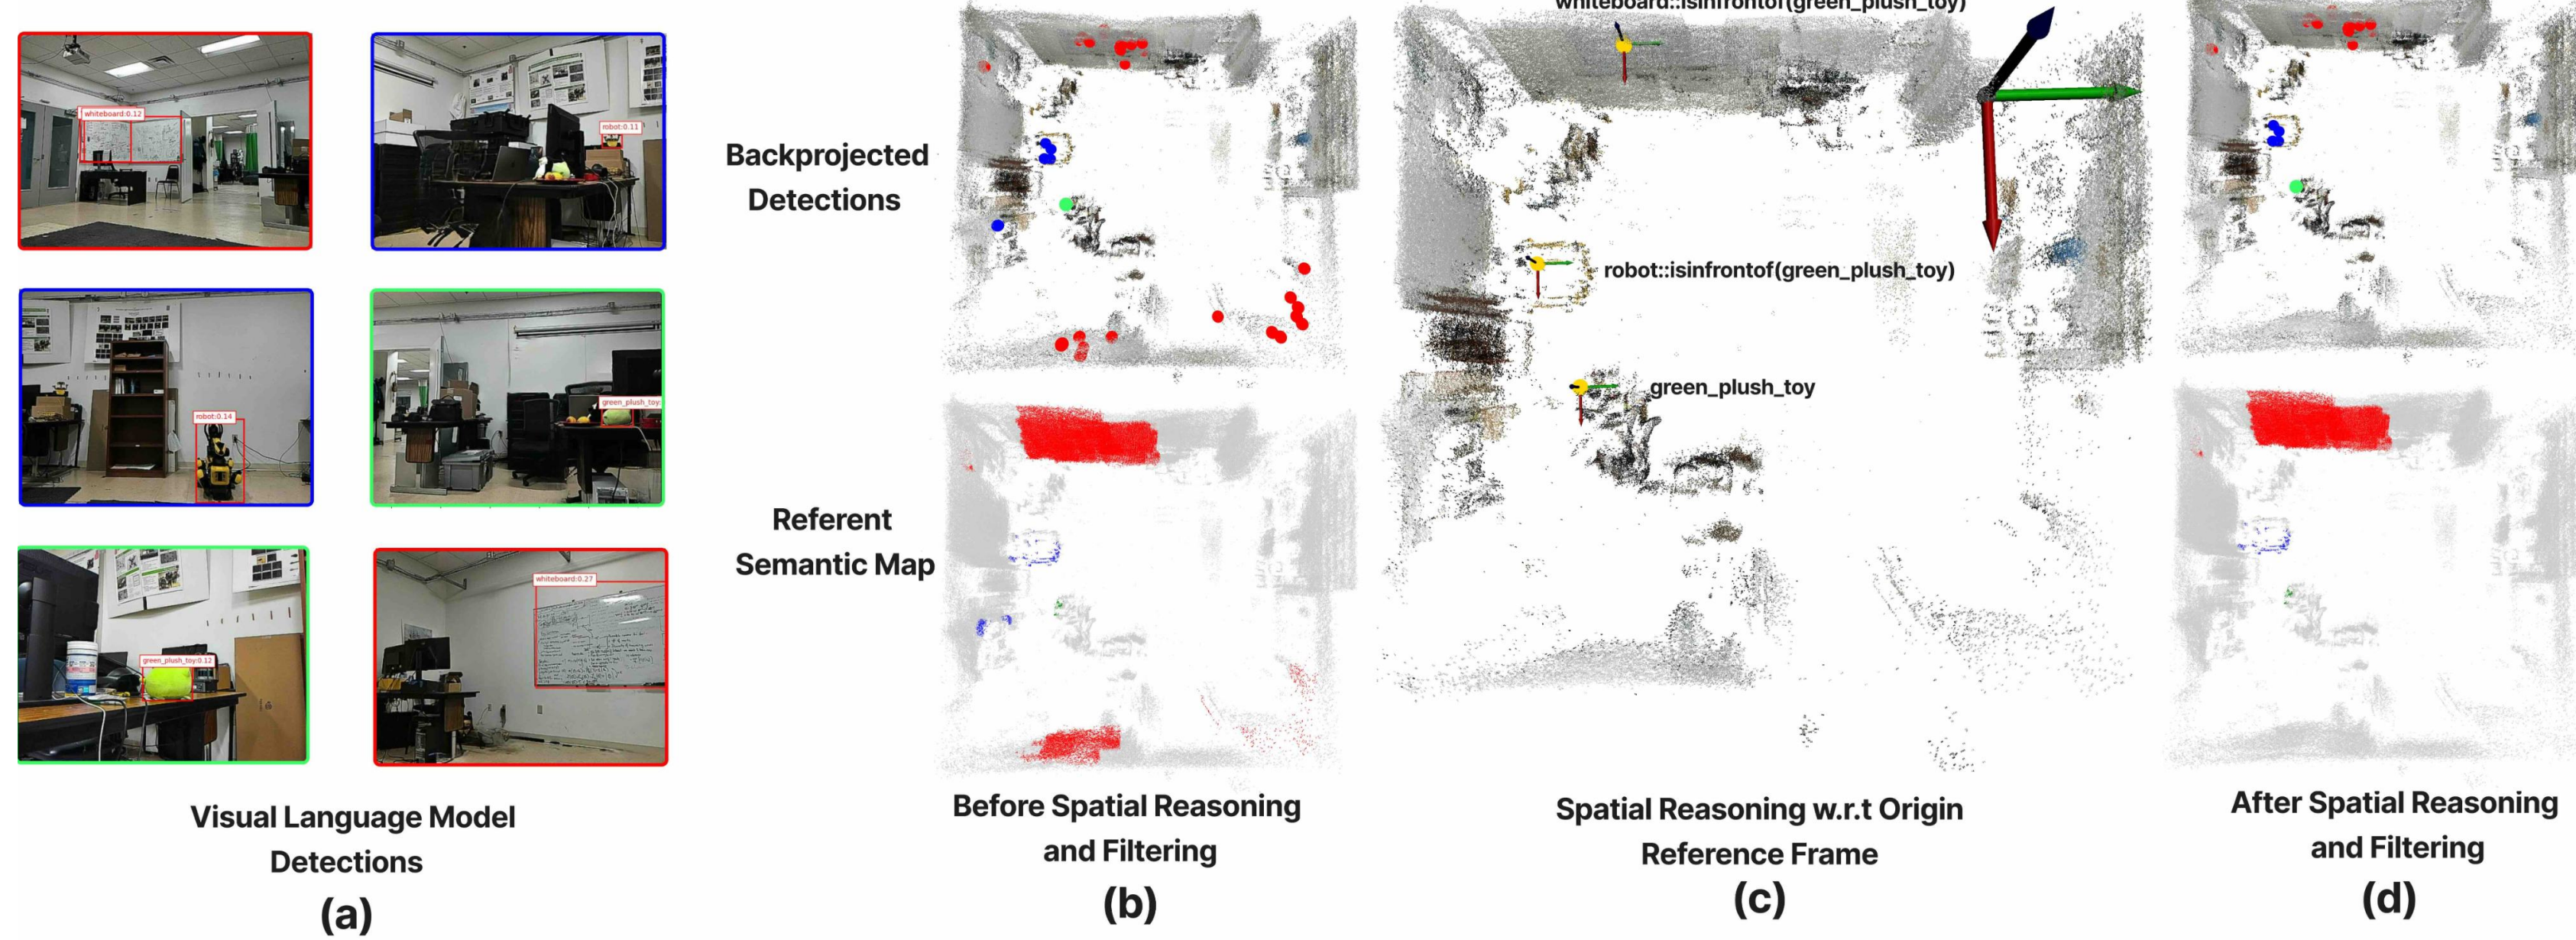 whiteboard:0.12
robot:0.11
robot:0.14
green_plush_toy:
green_plush_toy:0.12
whiteboard:0.27
Visual Language Model
Detections
(a)
Backprojected
Detections
Referent
Semantic Map
Before Spatial Reasoning
and Filtering
(b)
whiteboard::isinfrontof(green_plush_toy)
robot::isinfrontof(green_plush_toy)
green_plush_toy
Spatial Reasoning w.r.t Origin
Reference Frame
(c)
After Spatial Reasoning
and Filtering
(d)